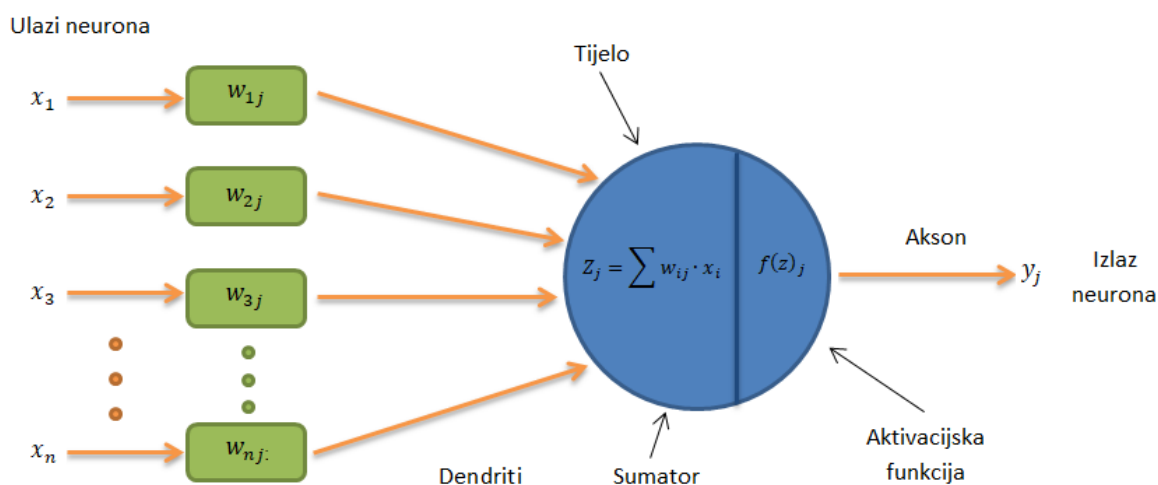 Ulazi neurona
Tijelo
x₁
w₁ⱼ
x₂
w₂ⱼ
x₃
w₃ⱼ
xₙ
wₙⱼ:
Zⱼ = ∑ wᵢⱼ · xᵢ
f(z)ⱼ
Akson
yⱼ
Izlaz
neurona
Dendriti
Sumator
Aktivacijska
funkcija